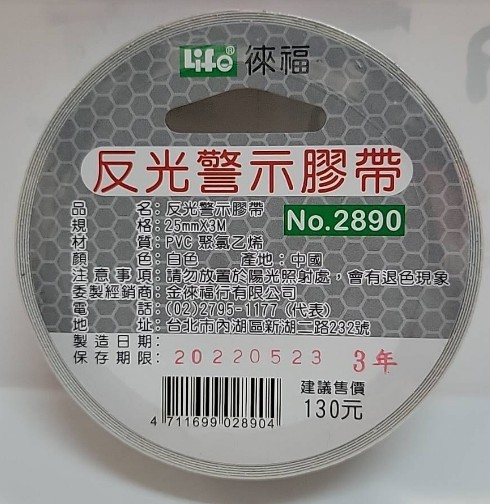 Life® 徠福
反光警示膠帶
品名:反光警示膠帶
規格:25mmX3M
No.2890
材質:PVC 聚氯乙烯
顏色:白色 產地:中國
注意事項:請勿放置於陽光照射處,會有退色現象
委製經銷商:金徠福行有限公司
電話:(02)2795-1177 (代表)
地址:台北市內湖區新湖二路232號
製造日期:
保存期限: 20220523 3年
建議售價
130元
4 711699 028904